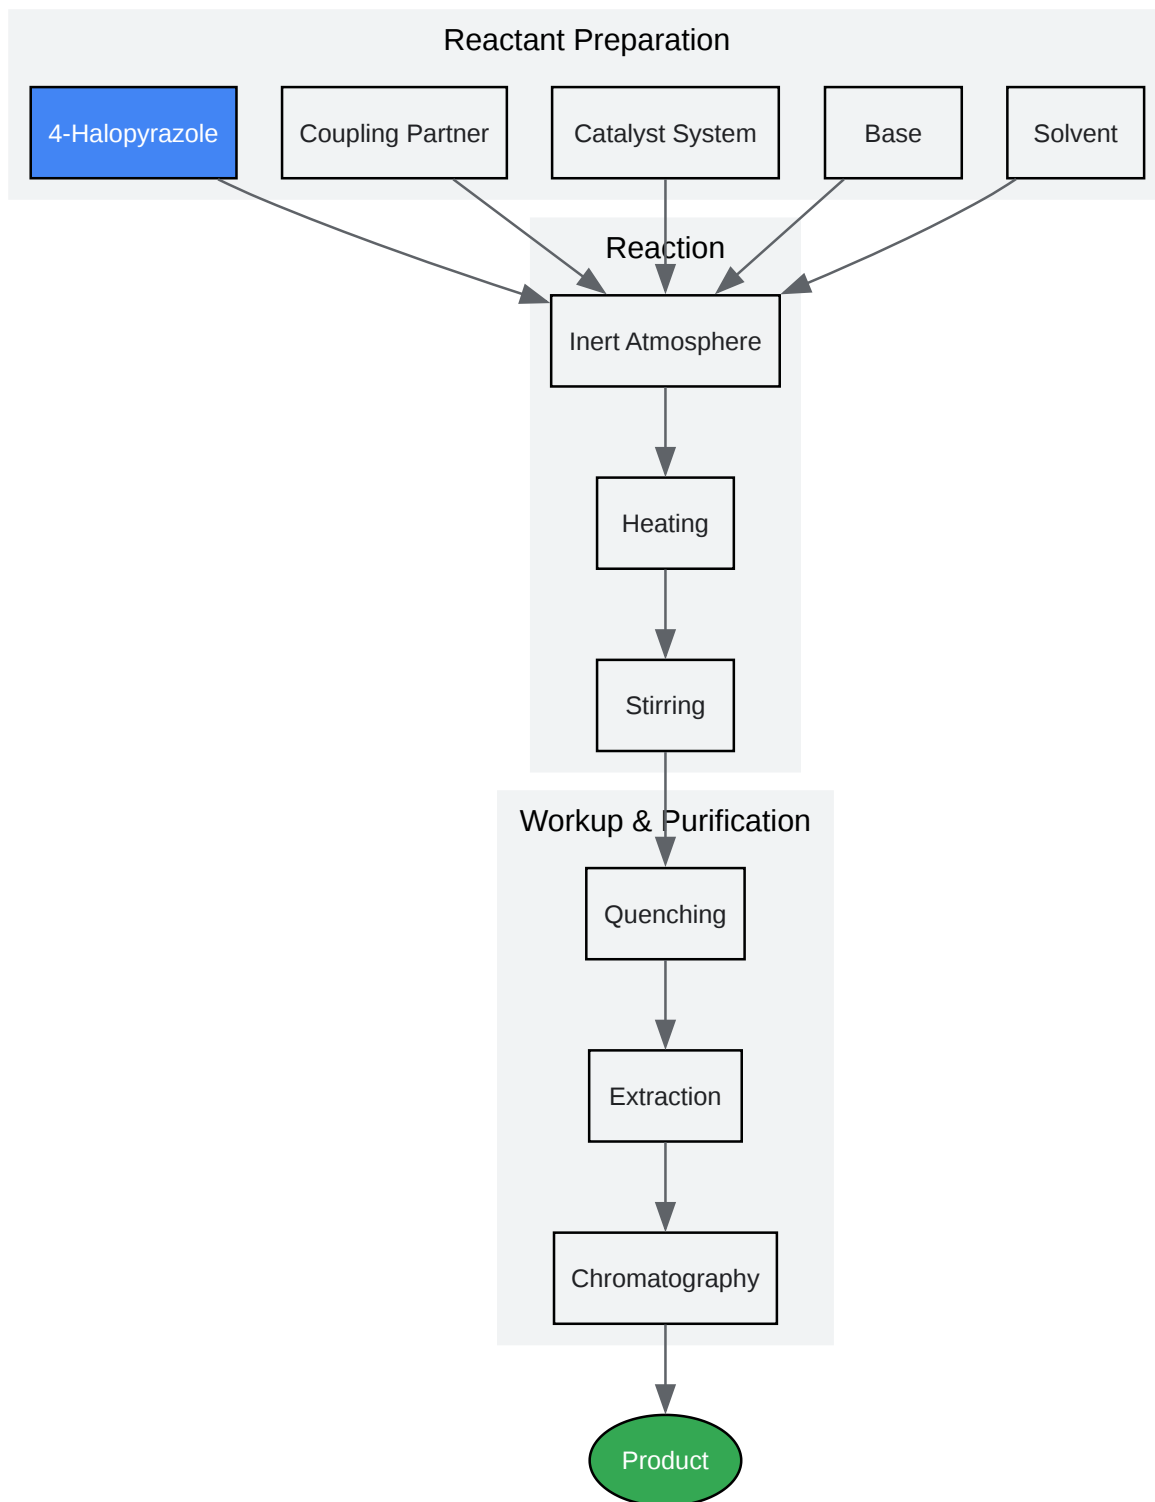 Reactant Preparation
4-Halopyrazole
Coupling Partner
Catalyst System
Base
Solvent
Reaction
Inert Atmosphere
Heating
Stirring
Workup & Purification
Quenching
Extraction
Chromatography
Product